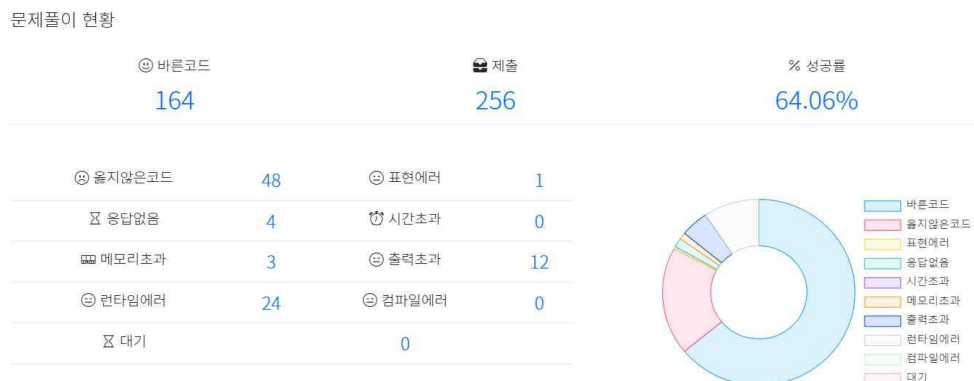 문제풀이 현황
바른코드 제출 % 성공률
164 256 64.06%
옳지않은코드 48 표현에러 1
응답없음 4 시간초과 0
메모리초과 3 출력초과 12
런타임에러 24 컴파일에러 0
대기 0
바른코드
옳지않은코드
표현에러
응답없음
시간초과
메모리초과
출력초과
런타임에러
컴파일에러
대기